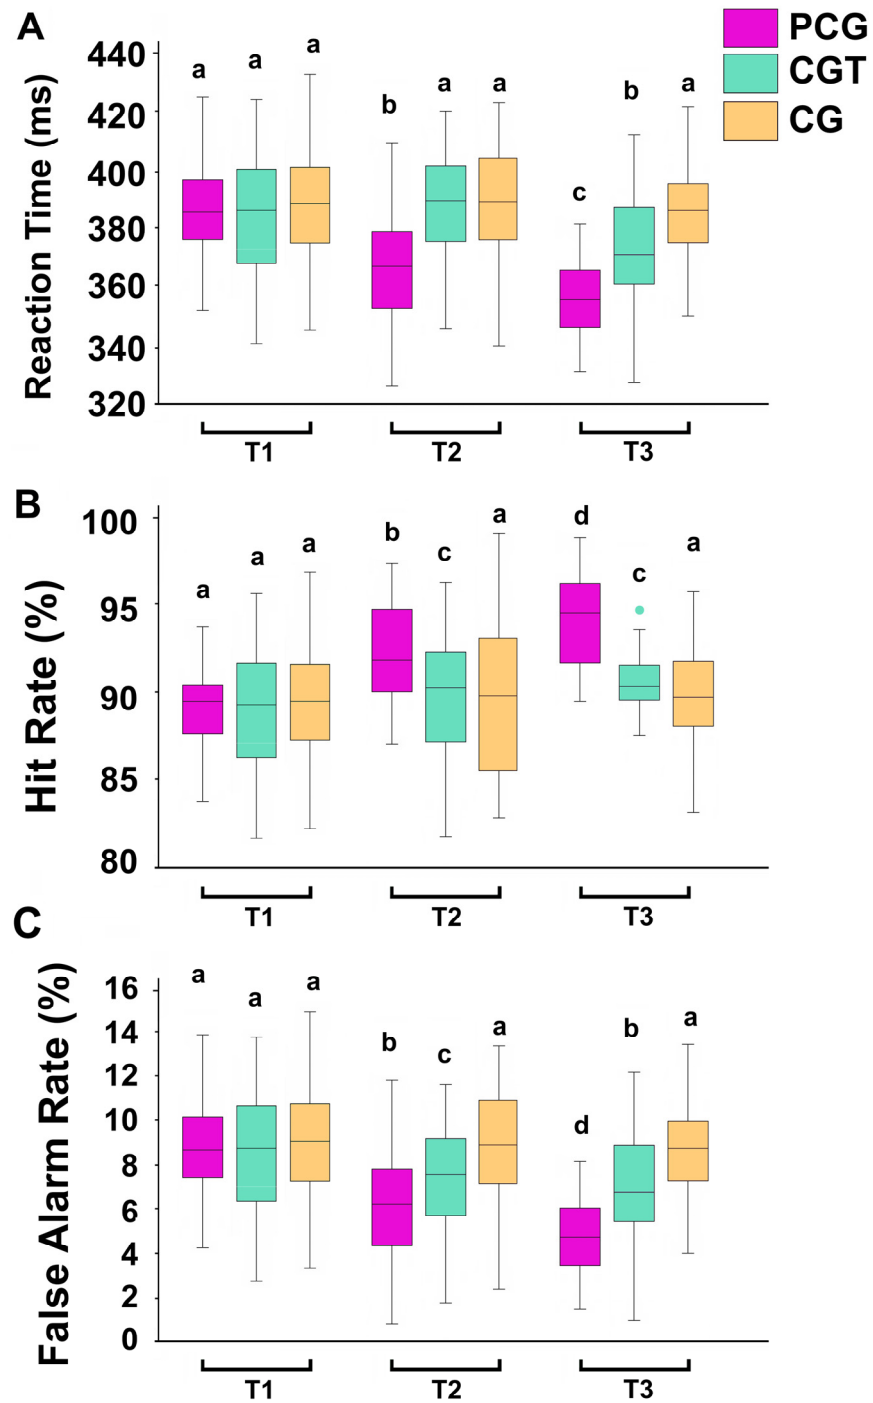 A
PCG
CGT
CG
Reaction Time (ms)
440
420
400
380
360
340
320
a a a b a a c b a
T1 T2 T3
B
Hit Rate (%)
100
95
90
85
80
a a a b c a d c a
T1 T2 T3
C
False Alarm Rate (%)
16
14
12
10
8
6
4
2
0
a a a b c a d b a
T1 T2 T3